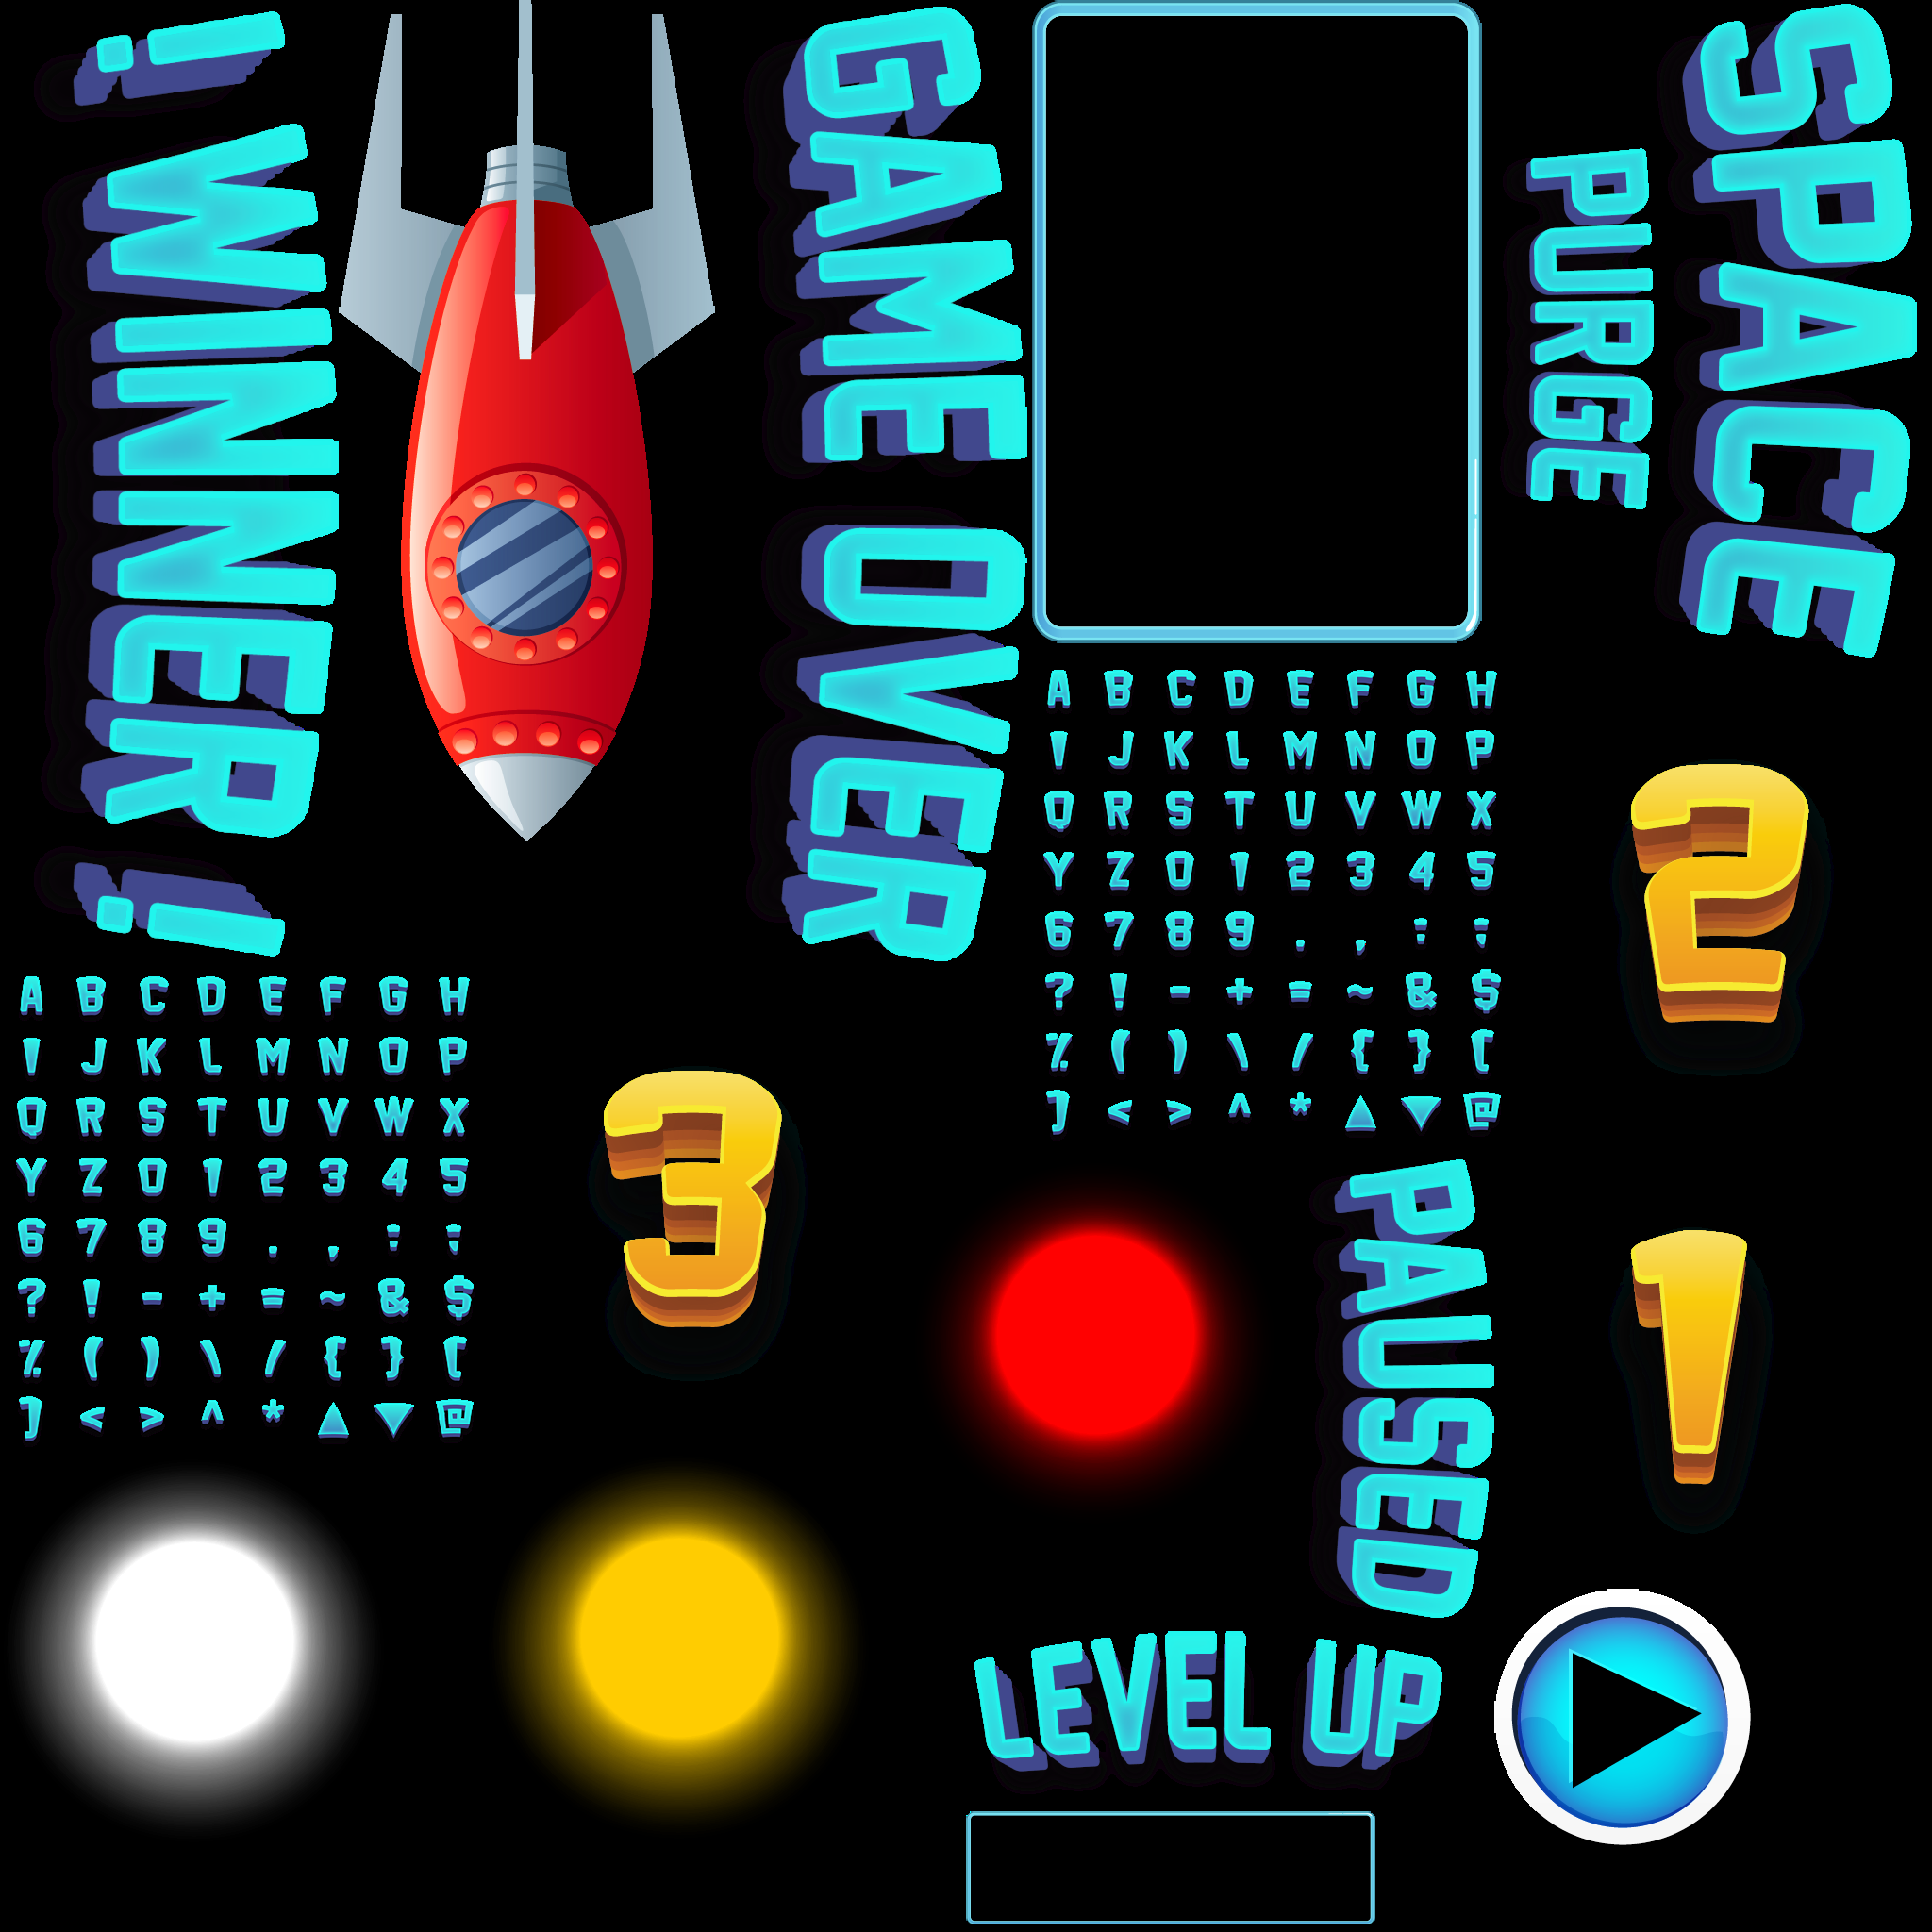 ! WINNER !
GAME OVER
SPACE
PURGE
A B C D E F G H
I J K L M N O P
Q R S T U V W X
Y Z 0 1 2 3 4 5
6 7 8 9 . , : ;
? ! - + = ~ & $
% ( ) \ / { } [
] < > ^ * ▲ ▼ @
2
A B C D E F G H
I J K L M N O P
Q R S T U V W X
Y Z 0 1 2 3 4 5
6 7 8 9 . , : ;
? ! - + = ~ & $
% ( ) \ / { } [
] < > ^ * ▲ ▼ @
3
PAUSED
1
LEVEL UP